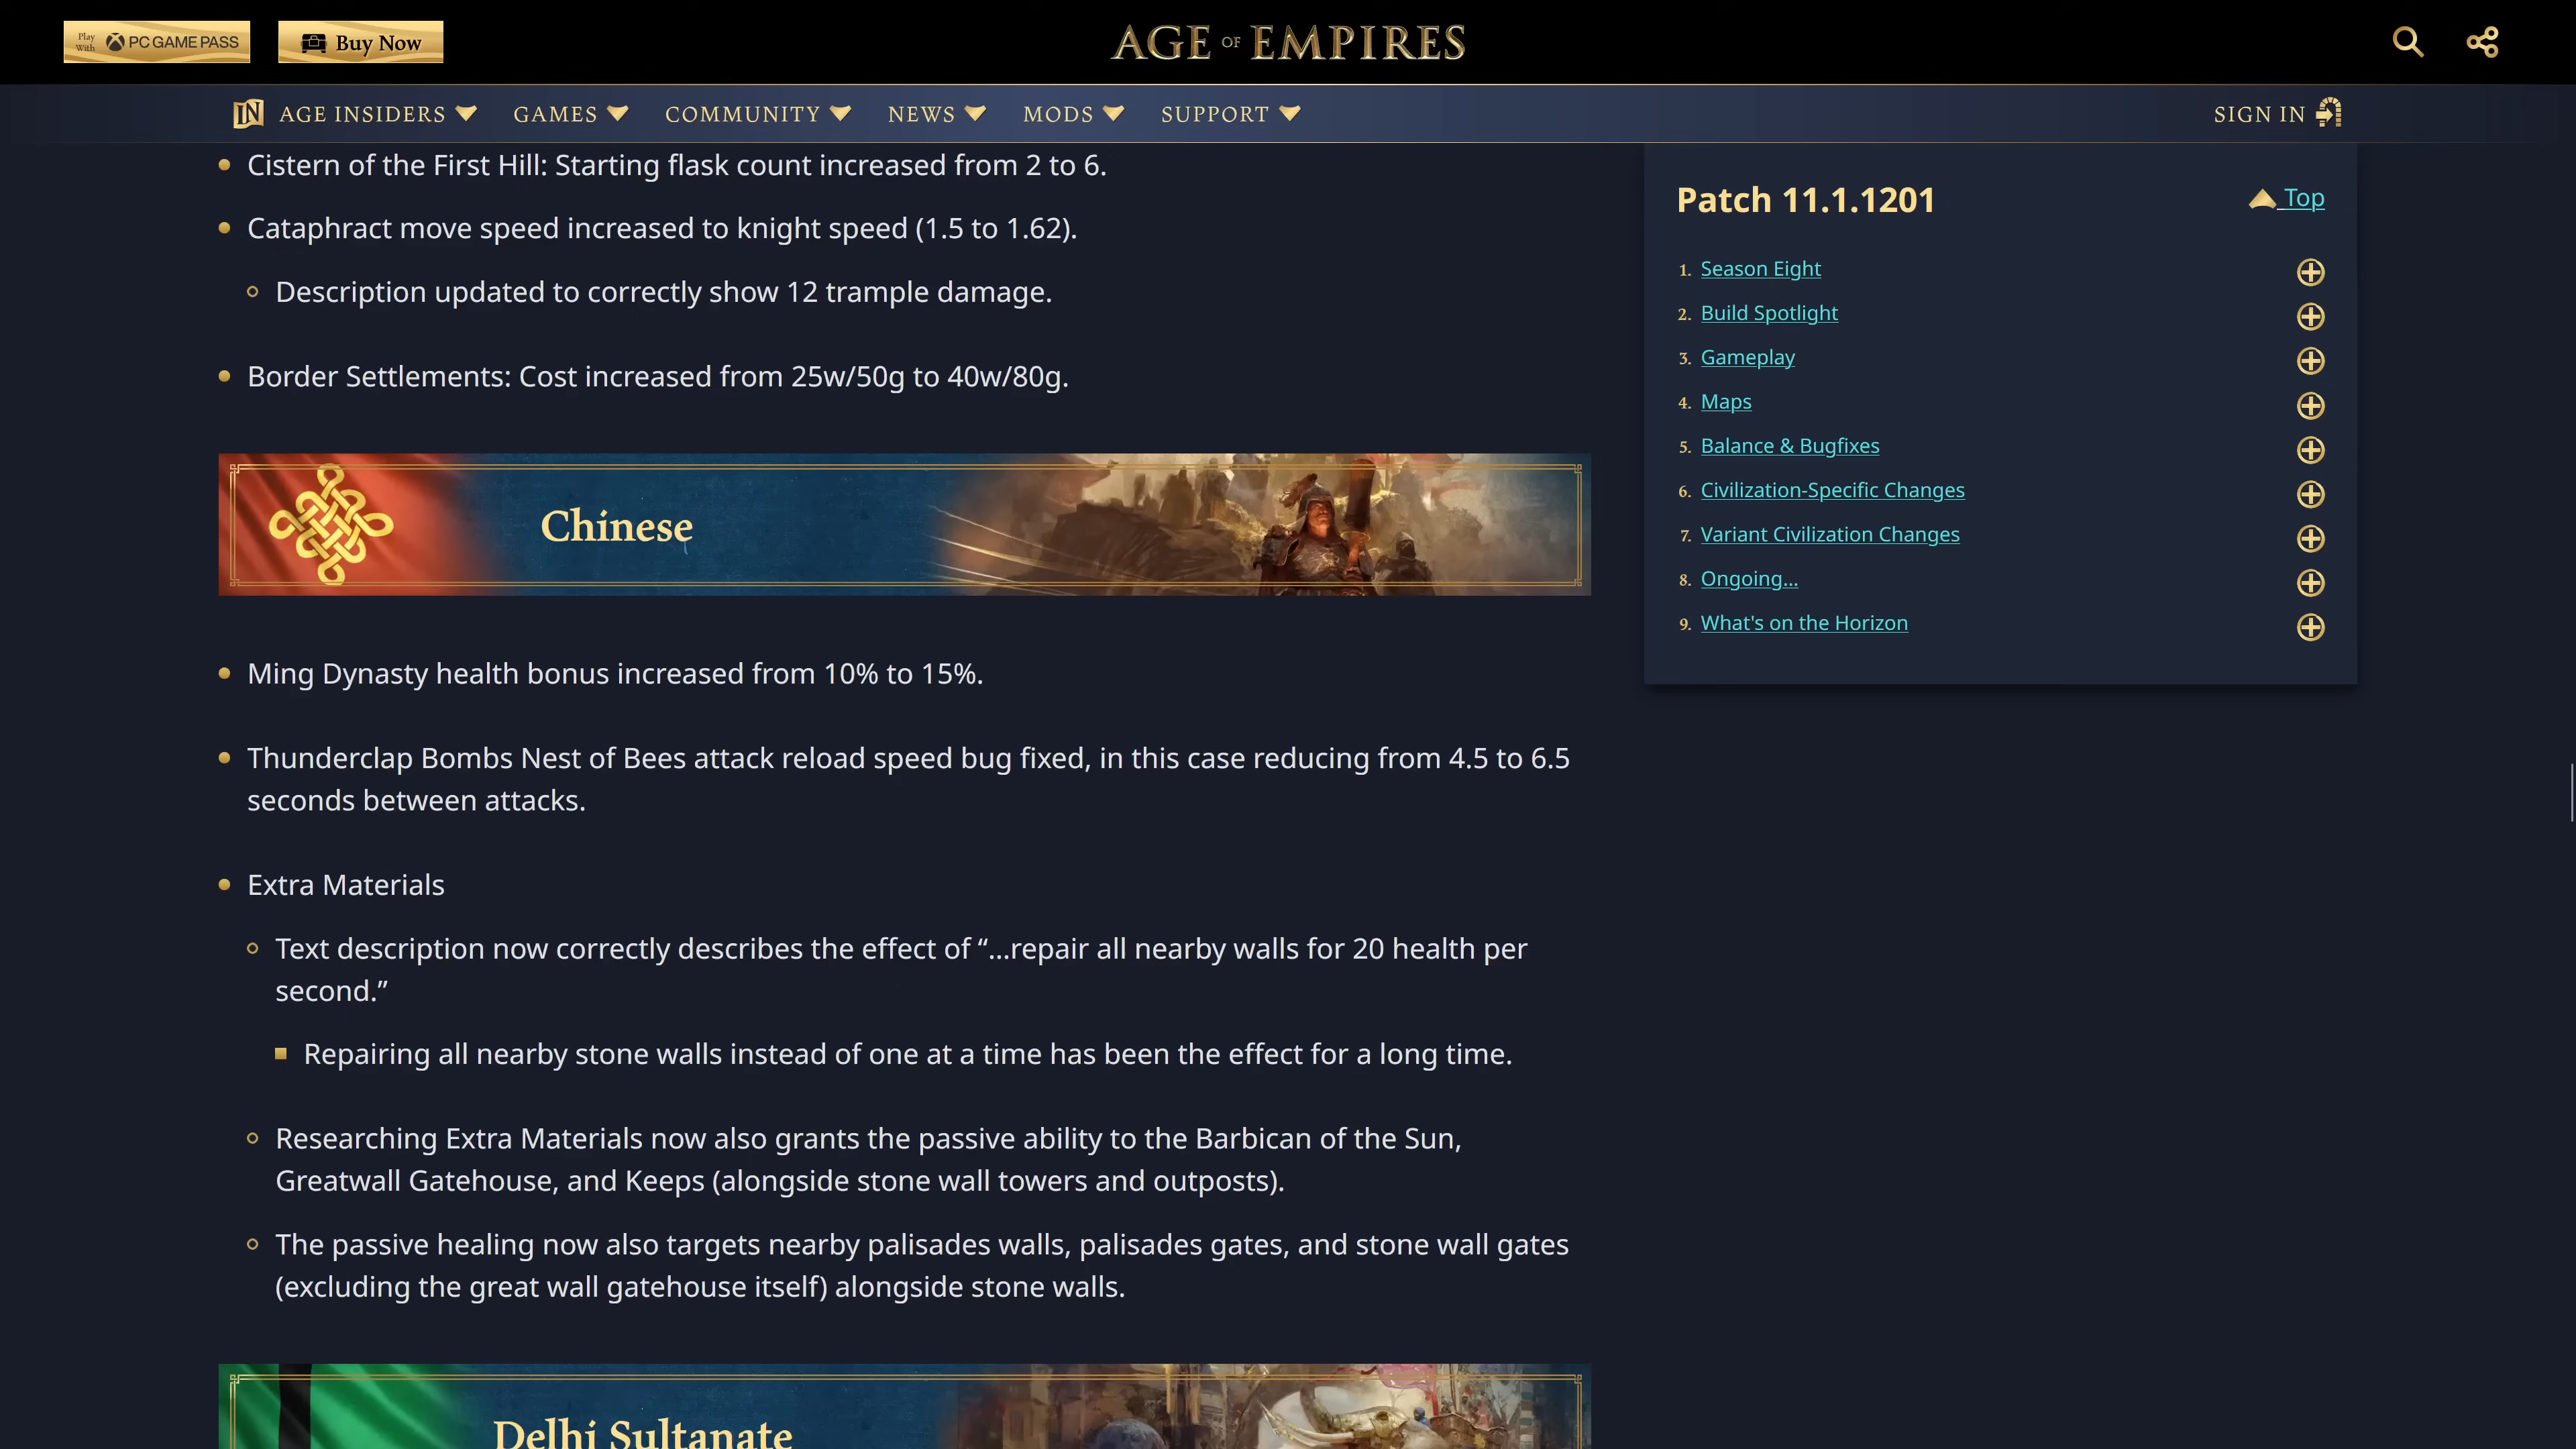 Play With PC GAME PASS
Buy Now
AGE OF EMPIRES
AGE INSIDERS GAMES COMMUNITY NEWS MODS SUPPORT SIGN IN
Cistern of the First Hill: Starting flask count increased from 2 to 6.
Cataphract move speed increased to knight speed (1.5 to 1.62).
Description updated to correctly show 12 trample damage.
Border Settlements: Cost increased from 25w/50g to 40w/80g.
Chinese
Ming Dynasty health bonus increased from 10% to 15%.
Thunderclap Bombs Nest of Bees attack reload speed bug fixed, in this case reducing from 4.5 to 6.5
seconds between attacks.
Extra Materials
Text description now correctly describes the effect of “…repair all nearby walls for 20 health per
second.”
Repairing all nearby stone walls instead of one at a time has been the effect for a long time.
Researching Extra Materials now also grants the passive ability to the Barbican of the Sun,
Greatwall Gatehouse, and Keeps (alongside stone wall towers and outposts).
The passive healing now also targets nearby palisades walls, palisades gates, and stone wall gates
(excluding the great wall gatehouse itself) alongside stone walls.
Delhi Sultanate
Patch 11.1.1201
Top
1. Season Eight
2. Build Spotlight
3. Gameplay
4. Maps
5. Balance & Bugfixes
6. Civilization-Specific Changes
7. Variant Civilization Changes
8. Ongoing…
9. What's on the Horizon